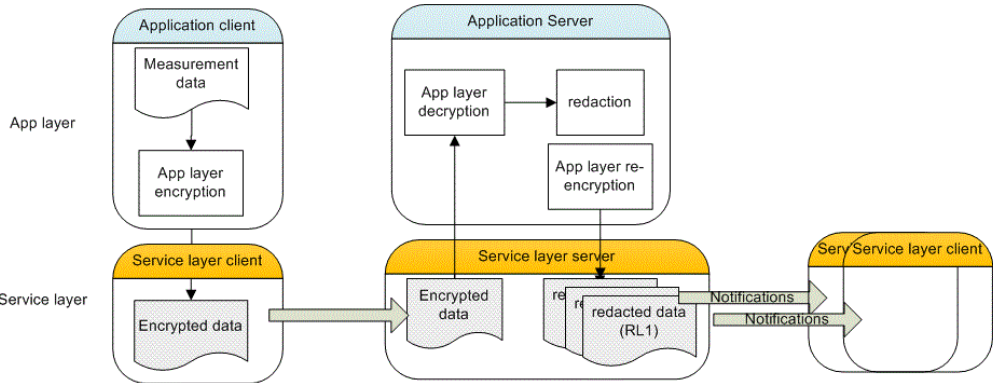 Application client
Application Server
Measurement
data
App layer
decryption
redaction
App layer
App layer
encryption
App layer re-
encryption
Service layer client
Service layer server
Service layer client
Service layer
Encrypted data
Encrypted
data
re
re
redacted data
(RL1)
Notifications
Notifications